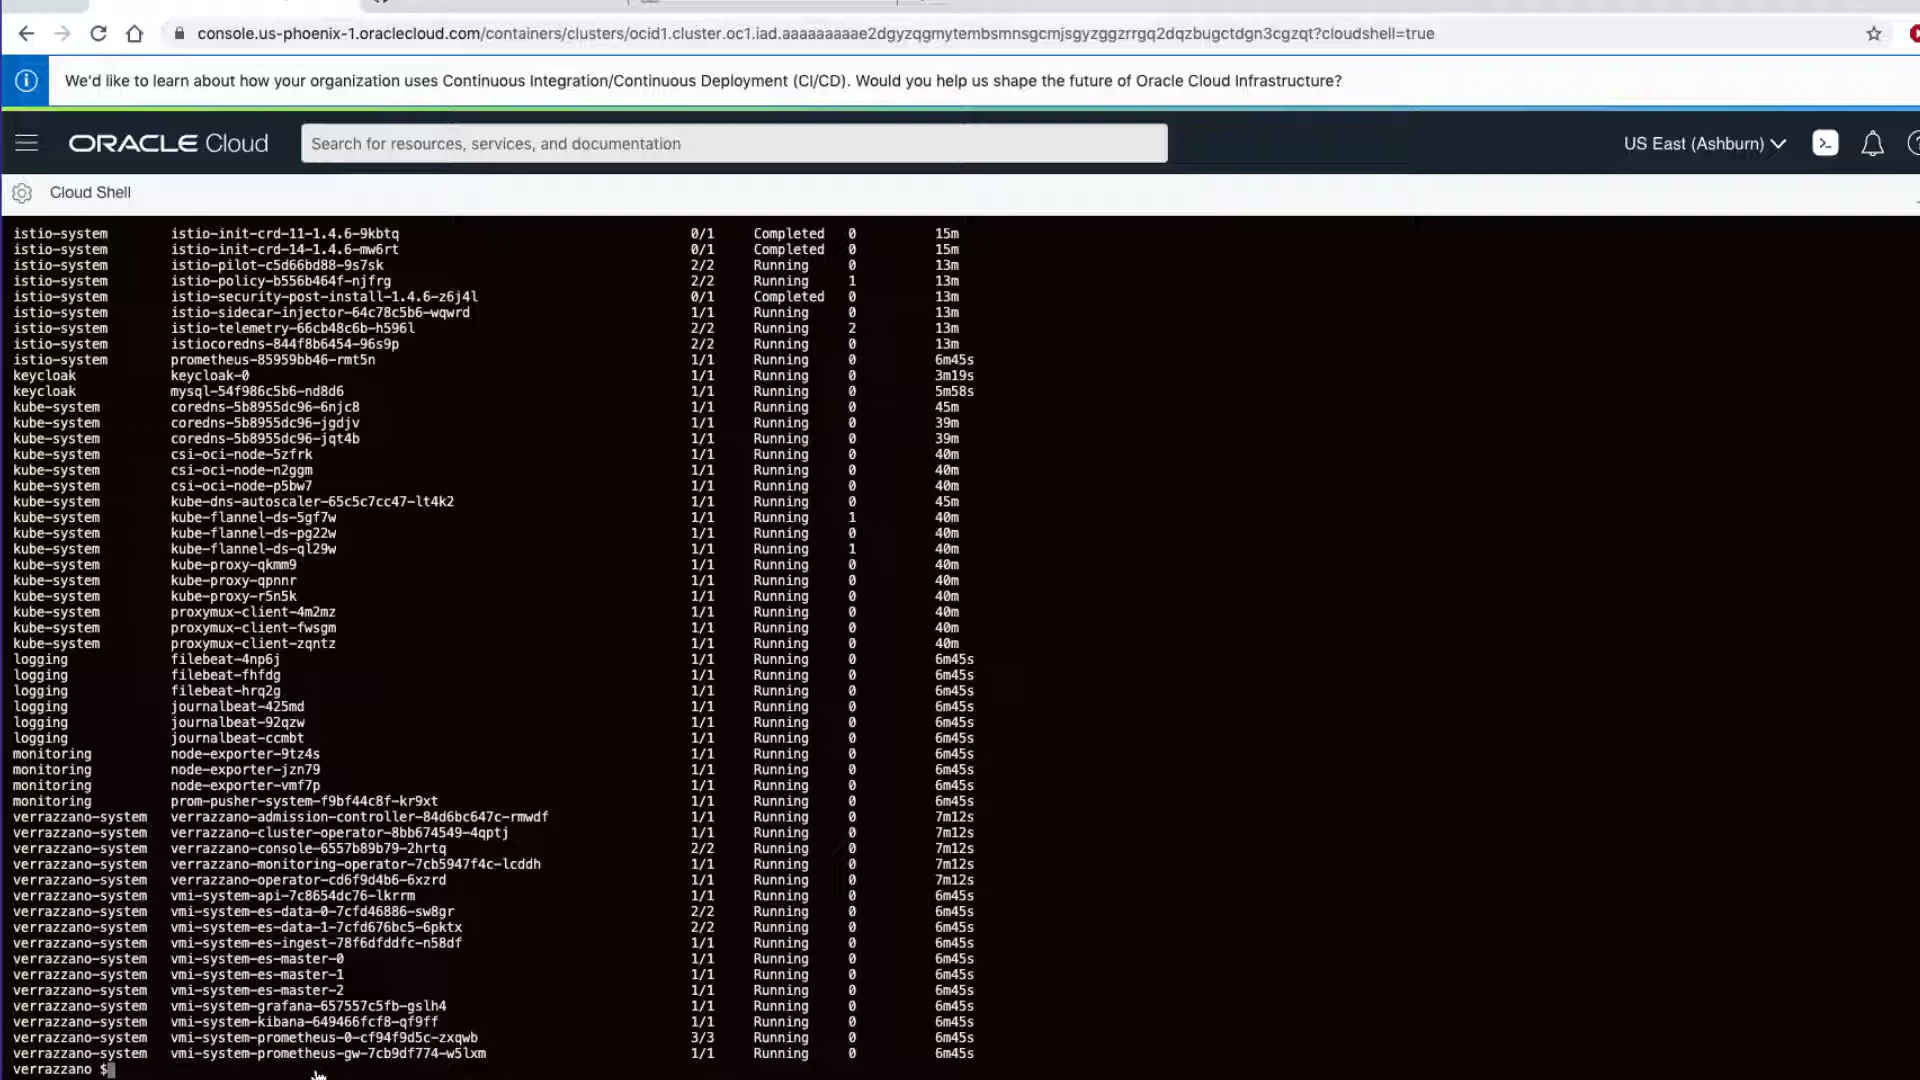 console.us-phoenix-1.oraclecloud.com/containers/clusters/ocid1.cluster.oc1.iad.aaaaaaaaae2dgyzqgmytembsmnsgcmjsgyzggzrrgq2dqzbugctdgn3cgzqt?cloudshell=true
We'd like to learn about how your organization uses Continuous Integration/Continuous Deployment (CI/CD). Would you help us shape the future of Oracle Cloud Infrastructure?
ORACLE Cloud Search for resources, services, and documentation US East (Ashburn)
Cloud Shell
istio-system istio-init-crd-11-1.4.6-9kbtq 0/1 Completed 0 15m
istio-system istio-init-crd-14-1.4.6-mw6rt 0/1 Completed 0 15m
istio-system istio-pilot-c5d66bd88-9s7sk 2/2 Running 0 13m
istio-system istio-policy-b556b464f-njfrg 2/2 Running 1 13m
istio-system istio-security-post-install-1.4.6-z6j4l 0/1 Completed 0 13m
istio-system istio-sidecar-injector-64c78c5b6-wqwrd 1/1 Running 0 13m
istio-system istio-telemetry-66cb48c6b-h596l 2/2 Running 2 13m
istio-system istiocoredns-844f8b6454-96s9p 2/2 Running 0 13m
istio-system prometheus-85959bb46-rmt5n 1/1 Running 0 6m45s
keycloak keycloak-0 1/1 Running 0 3m19s
keycloak mysql-54f986c5b6-nd8d6 1/1 Running 0 5m58s
kube-system coredns-5b8955dc96-6njc8 1/1 Running 0 45m
kube-system coredns-5b8955dc96-jgdjv 1/1 Running 0 39m
kube-system coredns-5b8955dc96-jqt4b 1/1 Running 0 39m
kube-system csi-oci-node-5zfrk 1/1 Running 0 40m
kube-system csi-oci-node-n2ggm 1/1 Running 0 40m
kube-system csi-oci-node-p5bw7 1/1 Running 0 40m
kube-system kube-dns-autoscaler-65c5c7cc47-lt4k2 1/1 Running 0 45m
kube-system kube-flannel-ds-5gf7w 1/1 Running 1 40m
kube-system kube-flannel-ds-pg22w 1/1 Running 0 40m
kube-system kube-flannel-ds-ql29w 1/1 Running 1 40m
kube-system kube-proxy-qkmm9 1/1 Running 0 40m
kube-system kube-proxy-qpnnr 1/1 Running 0 40m
kube-system kube-proxy-r5n5k 1/1 Running 0 40m
kube-system proxymux-client-4m2mz 1/1 Running 0 40m
kube-system proxymux-client-fwsgm 1/1 Running 0 40m
kube-system proxymux-client-zqntz 1/1 Running 0 40m
logging filebeat-4np6j 1/1 Running 0 6m45s
logging filebeat-fhfdg 1/1 Running 0 6m45s
logging filebeat-hrq2g 1/1 Running 0 6m45s
logging journalbeat-425md 1/1 Running 0 6m45s
logging journalbeat-92qzw 1/1 Running 0 6m45s
logging journalbeat-ccmbt 1/1 Running 0 6m45s
monitoring node-exporter-9tz4s 1/1 Running 0 6m45s
monitoring node-exporter-jzn79 1/1 Running 0 6m45s
monitoring node-exporter-vmf7p 1/1 Running 0 6m45s
monitoring prom-pusher-system-f9bf44c8f-kr9xt 1/1 Running 0 6m45s
verrazzano-system verrazzano-admission-controller-84d6bc647c-rmwdf 1/1 Running 0 7m12s
verrazzano-system verrazzano-cluster-operator-8bb674549-4qptj 1/1 Running 0 7m12s
verrazzano-system verrazzano-console-6557b89b79-2hrtq 2/2 Running 0 7m12s
verrazzano-system verrazzano-monitoring-operator-7cb5947f4c-lcddh 1/1 Running 0 7m12s
verrazzano-system verrazzano-operator-cd6f9d4b6-6xzrd 1/1 Running 0 7m12s
verrazzano-system vmi-system-api-7c8654dc76-lkrrm 1/1 Running 0 6m45s
verrazzano-system vmi-system-es-data-0-7cfd46886-sw8gr 2/2 Running 0 6m45s
verrazzano-system vmi-system-es-data-1-7cfd676bc5-6pktx 2/2 Running 0 6m45s
verrazzano-system vmi-system-es-ingest-78f6dfddfc-n58df 1/1 Running 0 6m45s
verrazzano-system vmi-system-es-master-0 1/1 Running 0 6m45s
verrazzano-system vmi-system-es-master-1 1/1 Running 0 6m45s
verrazzano-system vmi-system-es-master-2 1/1 Running 0 6m45s
verrazzano-system vmi-system-grafana-657557c5fb-gslh4 1/1 Running 0 6m45s
verrazzano-system vmi-system-kibana-649466fcf8-qf9ff 1/1 Running 0 6m45s
verrazzano-system vmi-system-prometheus-0-cf94f9d5c-zxqwb 3/3 Running 0 6m45s
verrazzano-system vmi-system-prometheus-gw-7cb9df774-w5lxm 1/1 Running 0 6m45s
verrazzano $